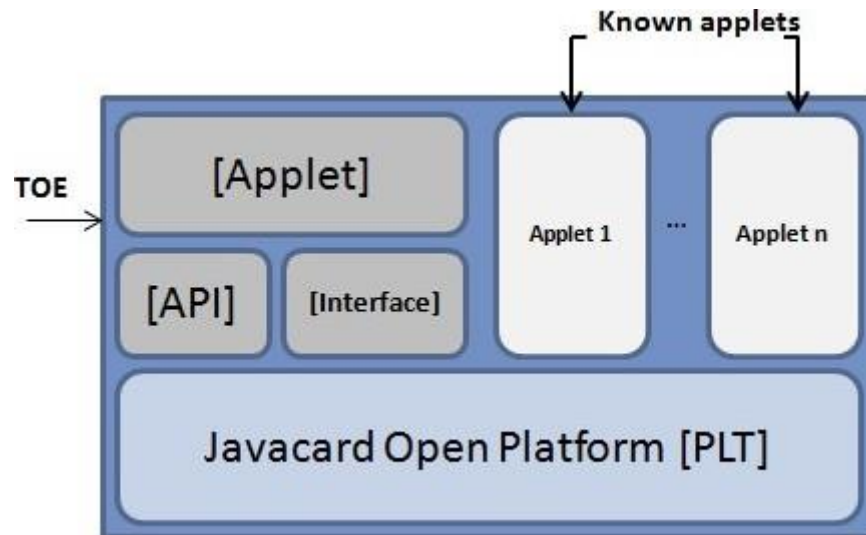 Known applets
TOE
[Applet]
Applet 1
...
Applet n
[API]
[Interface]
Javacard Open Platform [PLT]